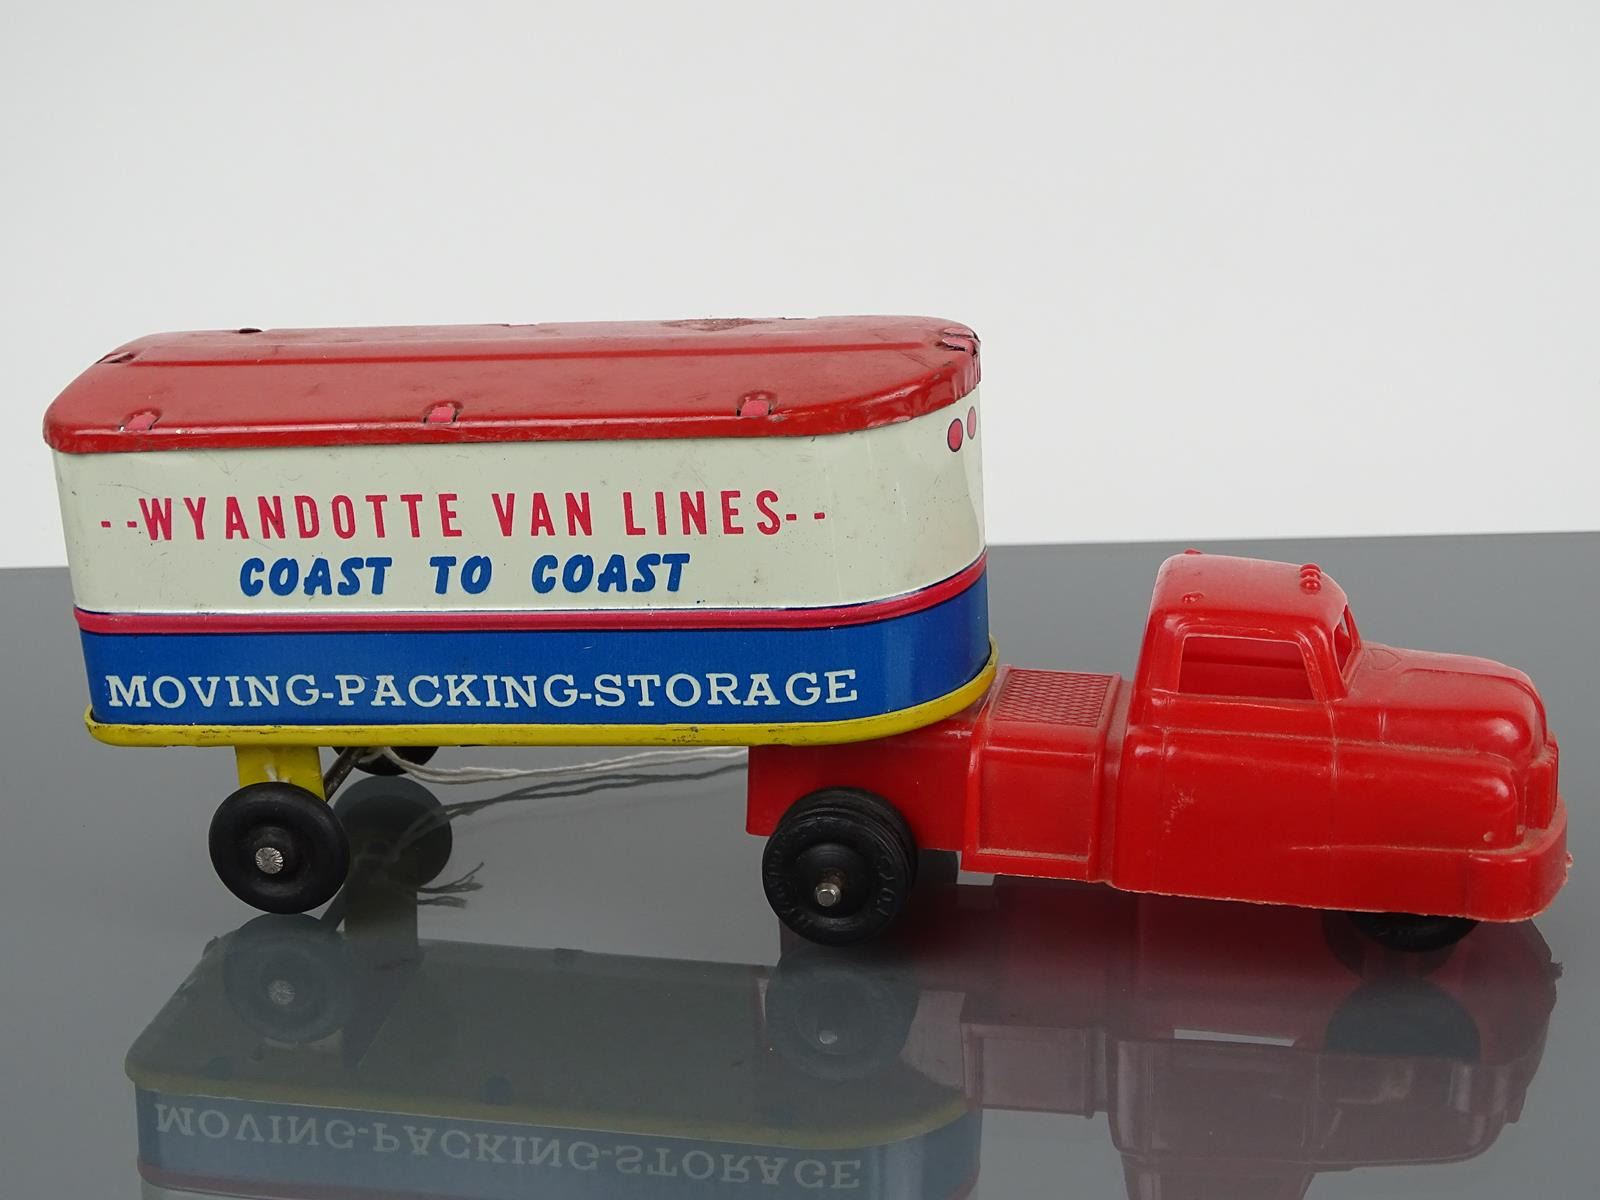 --WYANDOTTE VAN LINES--
COAST TO COAST
MOVING-PACKING-STORAGE